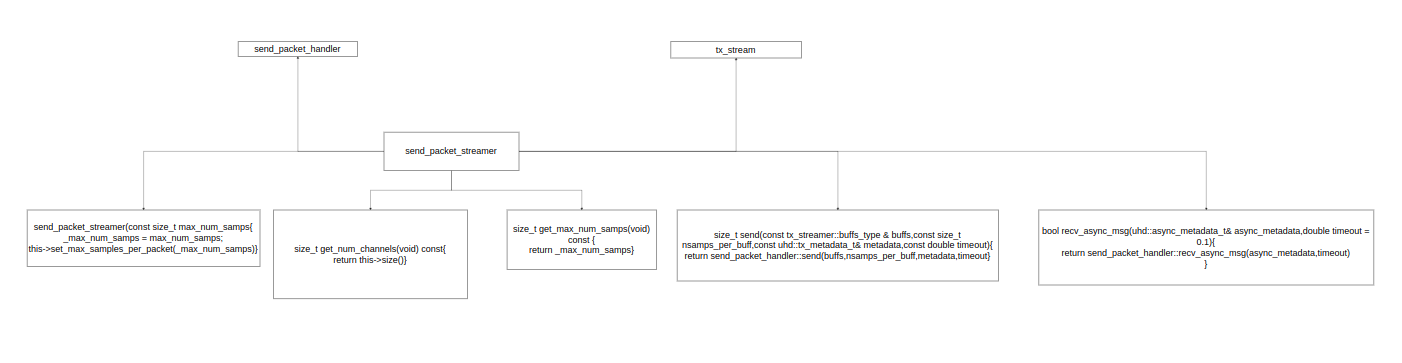 send_packet_handler
tx_stream
send_packet_streamer
send_packet_streamer(const size_t max_num_samps{
_max_num_samps = max_num_samps;
this->set_max_samples_per_packet(_max_num_samps)}
size_t get_num_channels(void) const{
return this->size()}
size_t get_max_num_samps(void)
const {
return _max_num_samps}
size_t send(const tx_streamer::buffs_type & buffs,const size_t
nsamps_per_buff,const uhd::tx_metadata_t& metadata,const double timeout){
return send_packet_handler::send(buffs,nsamps_per_buff,metadata,timeout}
bool recv_async_msg(uhd::async_metadata_t& async_metadata,double timeout =
0.1){
return send_packet_handler::recv_async_msg(async_metadata,timeout)
}